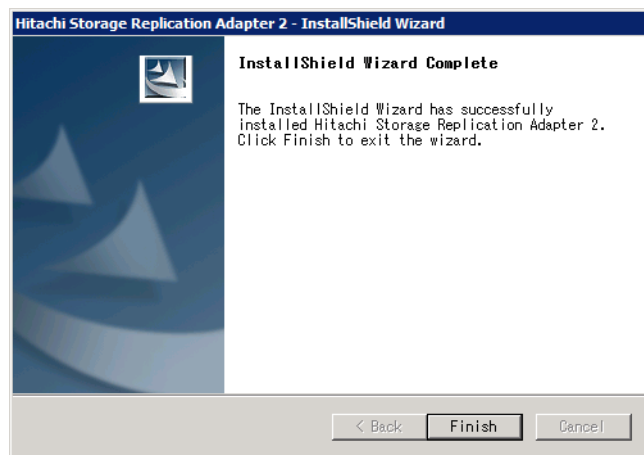 Hitachi Storage Replication Adapter 2 - InstallShield Wizard
InstallShield Wizard Complete
The InstallShield Wizard has successfully
installed Hitachi Storage Replication Adapter 2.
Click Finish to exit the wizard.
< Back
Finish
Cancel